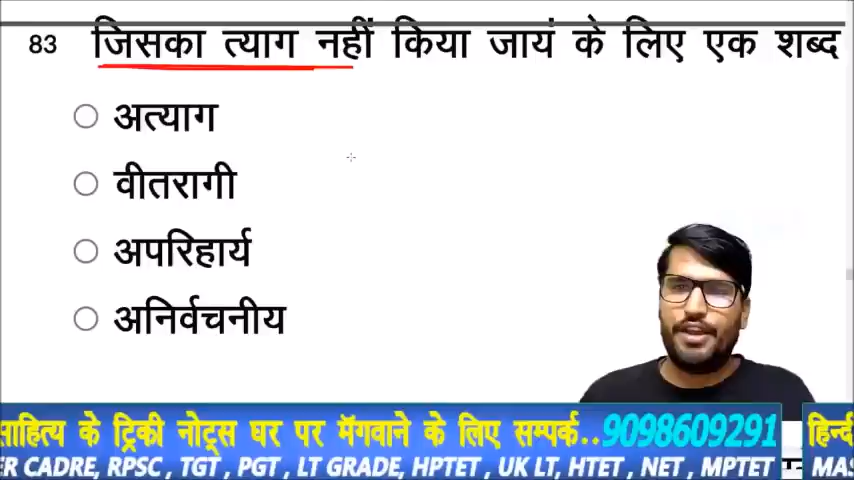 83 जिसका त्याग नहीं किया जायं के लिए एक शब्द
अत्याग
वीतरागी
अपरिहार्य
अनिर्वचनीय
साहित्य के ट्रिकी नोट्स घर पर मॅगवाने के लिए सम्पर्क..9098609291 हिन्दी
ER CADRE, RPSC , TGT , PGT , LT GRADE, HPTET , UK LT, HTET , NET , MPTET MAS